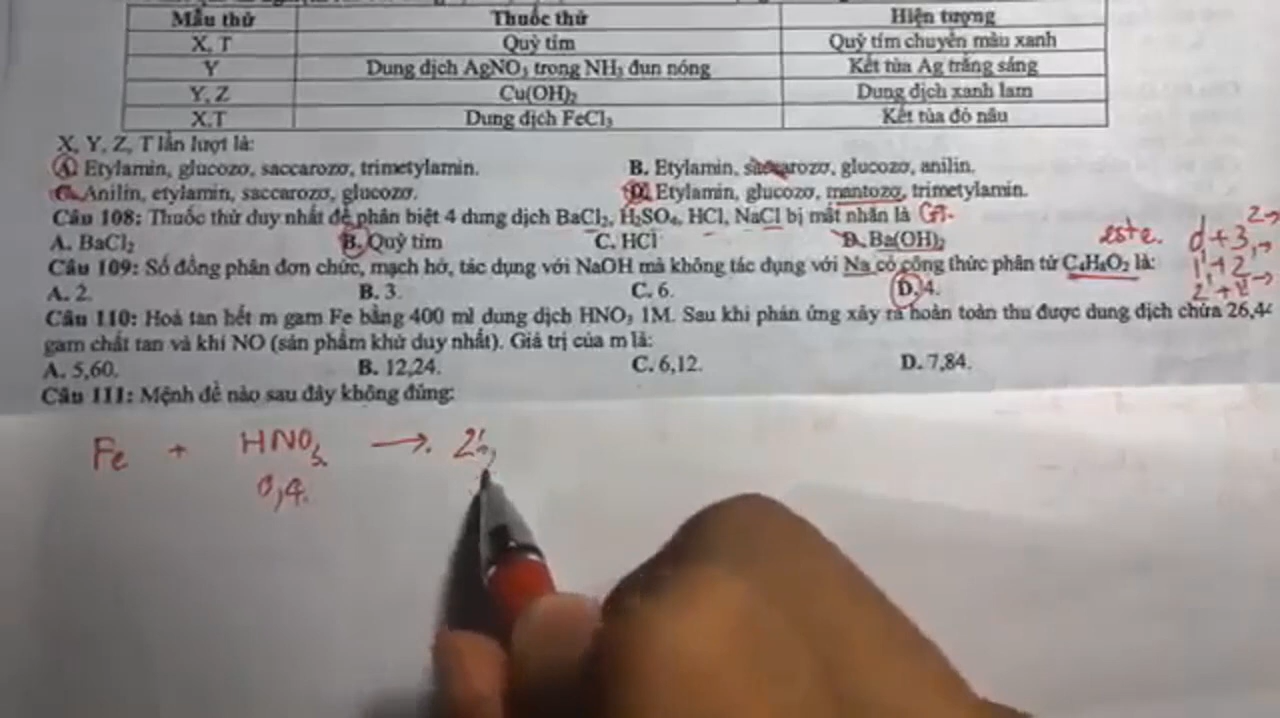 Mẫu thử Thuốc thử Hiện tượng
X, T Quỳ tím Quỳ tím chuyển màu xanh
Y Dung dịch AgNO₃ trong NH₃ đun nóng Kết tủa Ag trắng sáng
Y, Z Cu(OH)₂ Dung dịch xanh lam
X,T Dung dịch FeCl₃ Kết tủa đỏ nâu
X, Y, Z, T lần lượt là:
A. Etylamin, glucozơ, saccarozơ, trimetylamin. B. Etylamin, saccarozơ, glucozơ, anilin.
C. Anilin, etylamin, saccarozơ, glucozơ. D. Etylamin, glucozơ, mantozơ, trimetylamin.
Câu 108: Thuốc thử duy nhất để phân biệt 4 dung dịch BaCl₂, H₂SO₄, HCl, NaCl bị mất nhãn là
A. BaCl₂ B. Quỳ tím C. HCl D. Ba(OH)₂ este.
Câu 109: Số đồng phân đơn chức, mạch hở, tác dụng với NaOH mà không tác dụng với Na có công thức phân tử C₄H₈O₂ là:
A. 2. B. 3. C. 6. D. 4.
Câu 110: Hoà tan hết m gam Fe bằng 400 ml dung dịch HNO₃ 1M. Sau khi phản ứng xảy ra hoàn toàn thu được dung dịch chứa 26,44
gam chất tan và khí NO (sản phẩm khử duy nhất). Giá trị của m là:
A. 5,60. B. 12,24. C. 6,12. D. 7,84.
Câu 111: Mệnh đề nào sau đây không đúng:
Fe + HNO₃ →
0,4.